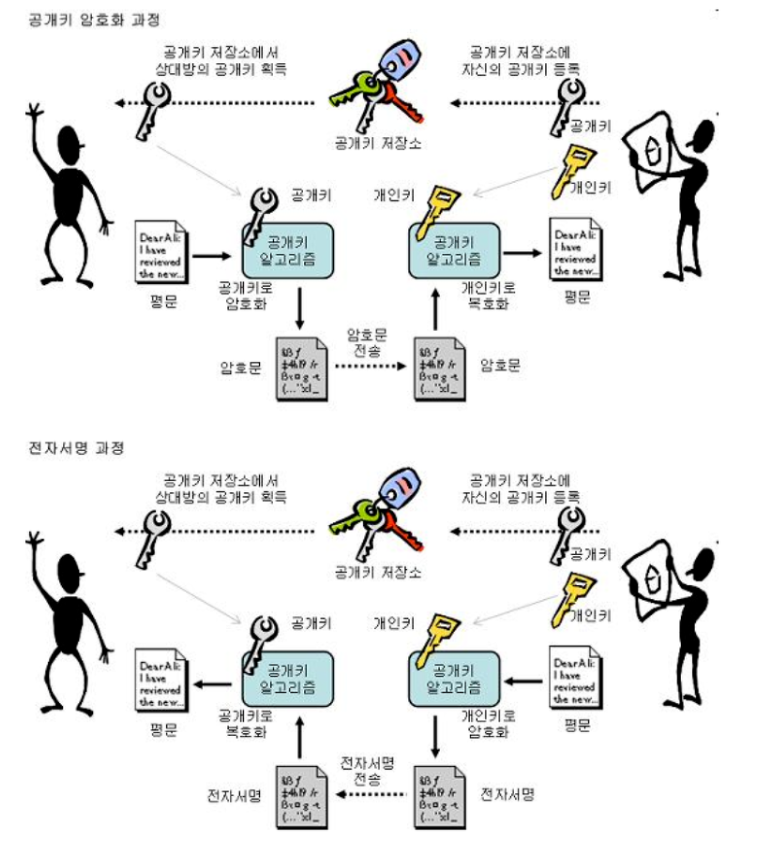 공개키 암호화 과정
공개키 저장소에서
상대방의 공개키 획득
공개키 저장소에
자신의 공개키 등록
공개키
공개키 저장소
개인키
공개키
개인키
Dear Ali:
I have
reviewed
the new...
공개키
알고리즘
공개키
알고리즘
Dear Ali:
I have
reviewed
the new...
평문
공개키로
암호화
개인키로
복호화
평문
암호문
암호문
전송
암호문
전자서명 과정
공개키 저장소에서
상대방의 공개키 획득
공개키 저장소에
자신의 공개키 등록
공개키
공개키 저장소
개인키
공개키
개인키
Dear Ali:
I have
reviewed
the new...
공개키
알고리즘
공개키
알고리즘
Dear Ali:
I have
reviewed
the new...
평문
공개키로
복호화
개인키로
암호화
평문
전자서명
전자서명
전송
전자서명